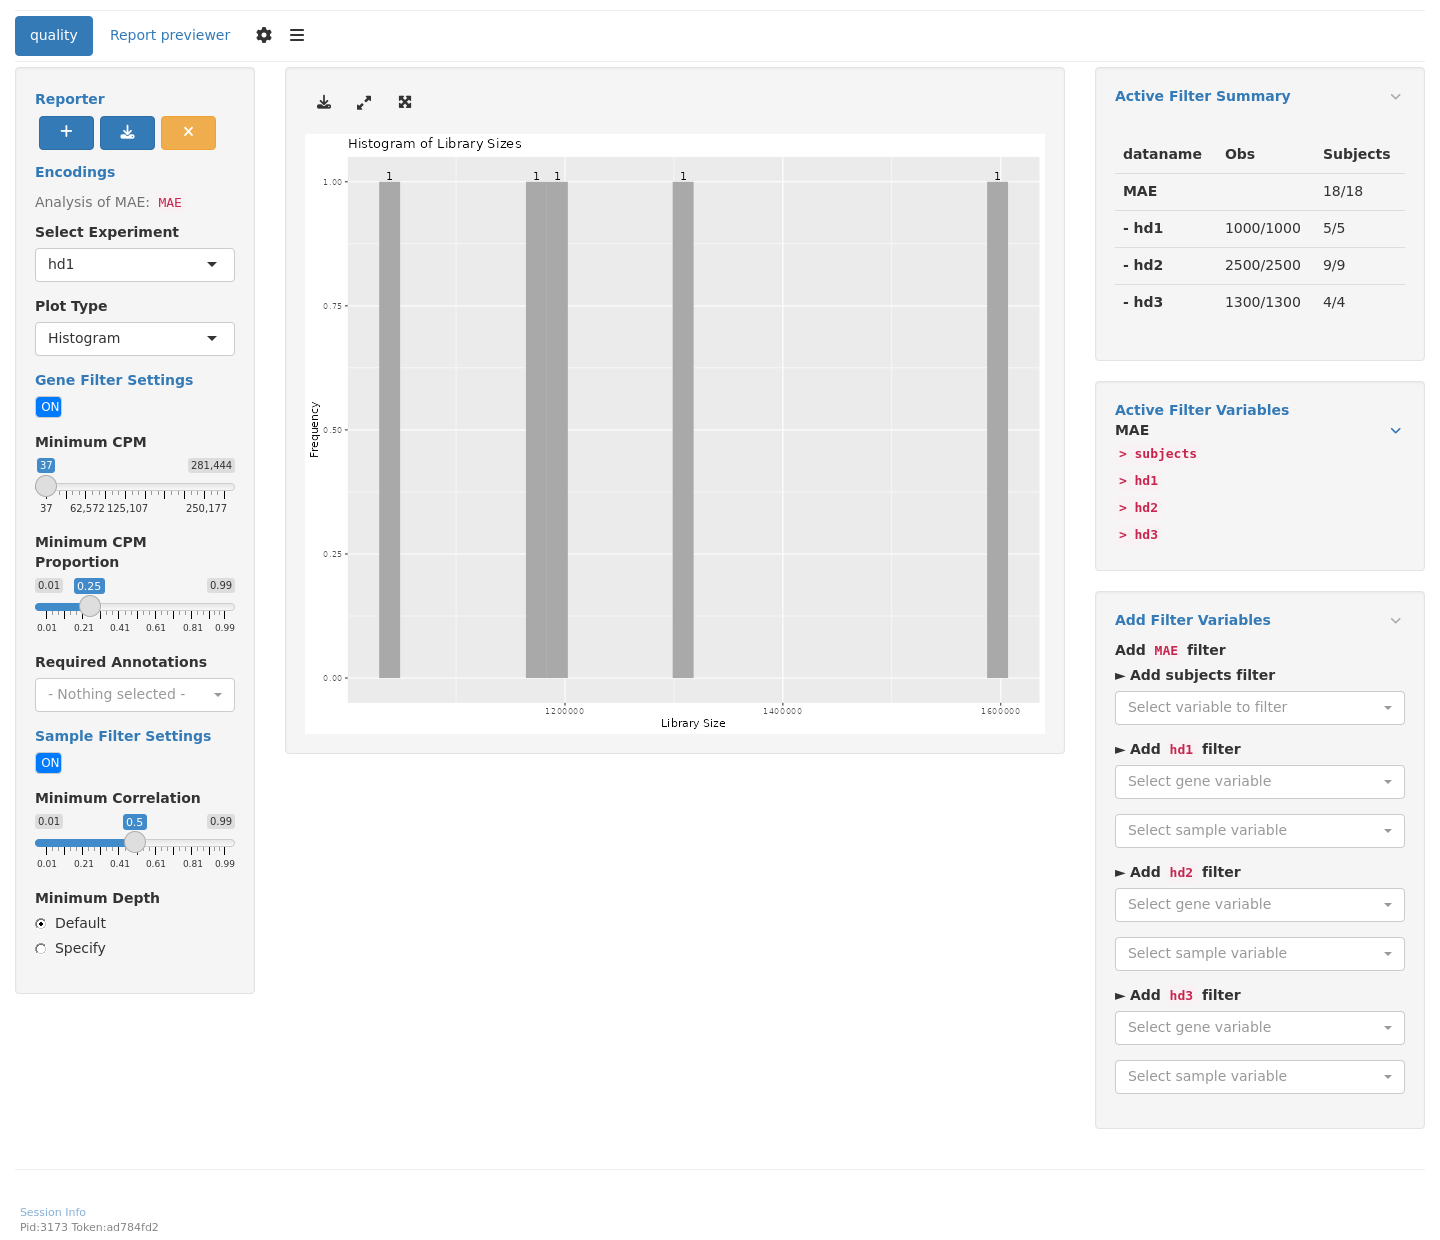 quality
Report previewer
Reporter
Encodings
Analysis of MAE: MAE
Select Experiment
hd1
Plot Type
Histogram
Gene Filter Settings
ON
Minimum CPM
37 281,444
37 62,572 125,107 250,177
Minimum CPM
Proportion
0.01 0.25 0.99
0.01 0.21 0.41 0.61 0.81 0.99
Required Annotations
- Nothing selected -
Sample Filter Settings
ON
Minimum Correlation
0.01 0.5 0.99
0.01 0.21 0.41 0.61 0.81 0.99
Minimum Depth
Default
Specify
Histogram of Library Sizes
1 1 1 1 1
1.00
0.75
0.50
0.25
0.00
Frequency
1200000 1400000 1600000
Library Size
Active Filter Summary
dataname Obs Subjects
MAE 18/18
- hd1 1000/1000 5/5
- hd2 2500/2500 9/9
- hd3 1300/1300 4/4
Active Filter Variables
MAE
> subjects
> hd1
> hd2
> hd3
Add Filter Variables
Add MAE filter
► Add subjects filter
Select variable to filter
► Add hd1 filter
Select gene variable
Select sample variable
► Add hd2 filter
Select gene variable
Select sample variable
► Add hd3 filter
Select gene variable
Select sample variable
Session Info
Pid:3173 Token:ad784fd2